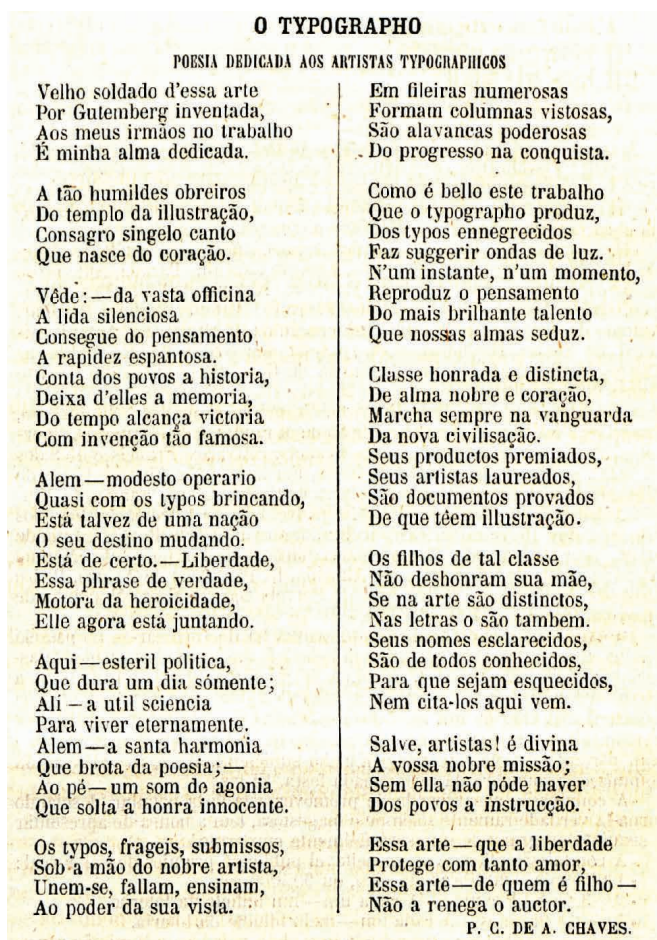 O TYPOGRAPHO
POESIA DEDICADA AOS ARTISTAS TYPOGRAPHICOS
Velho soldado d'essa arte
Por Gutemberg inventada,
Aos meus irmãos no trabalho
É minha alma dedicada.
A tão humildes obreiros
Do templo da illustração,
Consagro singelo canto
Que nasce do coração.
Vêde:—da vasta officina
A lida silenciosa
Consegue do pensamento
A rapidez espantosa.
Conta dos povos a historia,
Deixa d'elles a memoria,
Do tempo alcança victoria
Com invenção tão famosa.
Alem—modesto operario
Quasi com os typos brincando,
Está talvez de uma nação
O seu destino mudando.
Está de certo.—Liberdade,
Essa phrase de verdade,
Motora da heroicidade,
Elle agora está juntando.
Aqui—esteril politica,
Que dura um dia sómente;
Ali—a util sciencia
Para viver eternamente.
Alem—a santa harmonia
Que brota da poesia;—
Ao pé—um som de agonia
Que solta a honra innocente.
Os typos, frageis, submissos,
Sob a mão do nobre artista,
Unem-se, fallam, ensinam,
Ao poder da sua vista.
Em fileiras numerosas
Formam columnas vistosas,
São alavancas poderosas
Do progresso na conquista.
Como é bello este trabalho
Que o typographo produz,
Dos typos ennegrecidos
Faz suggerir ondas de luz.
N'um instante, n'um momento,
Reproduz o pensamento
Do mais brilhante talento
Que nossas almas seduz.
Classe honrada e distincta,
De alma nobre e coração,
Marcha sempre na vanguarda
Da nova civilisação.
Seus productos premiados,
Seus artistas laureados,
São documentos provados
De que téem illustração.
Os filhos de tal classe
Não deshonram sua mãe,
Se na arte são distinctos,
Nas letras o são tambem.
Seus nomes esclarecidos,
São de todos conhecidos,
Para que sejam esquecidos,
Nem cita-los aqui vem.
Salve, artistas! é divina
A vossa nobre missão;
Sem ella não póde haver
Dos povos a instrucção.
Essa arte—que a liberdade
Protege com tanto amor,
Essa arte—de quem é filho—
Não a renega o auctor.
P. C. DE A. CHAVES.